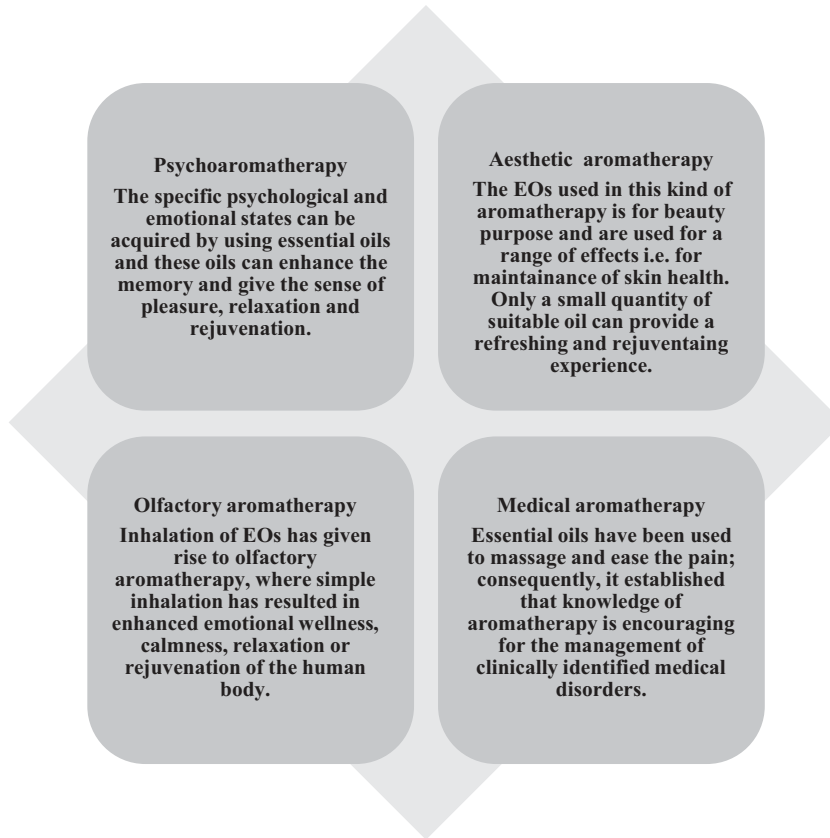 Psychoaromatherapy
The specific psychological and
emotional states can be
acquired by using essential oils
and these oils can enhance the
memory and give the sense of
pleasure, relaxation and
rejuvenation.
Aesthetic aromatherapy
The EOs used in this kind of
aromatherapy is for beauty
purpose and are used for a
range of effects i.e. for
maintainance of skin health.
Only a small quantity of
suitable oil can provide a
refreshing and rejuventaing
experience.
Olfactory aromatherapy
Inhalation of EOs has given
rise to olfactory
aromatherapy, where simple
inhalation has resulted in
enhanced emotional wellness,
calmness, relaxation or
rejuvenation of the human
body.
Medical aromatherapy
Essential oils have been used
to massage and ease the pain;
consequently, it established
that knowledge of
aromatherapy is encouraging
for the management of
clinically identified medical
disorders.